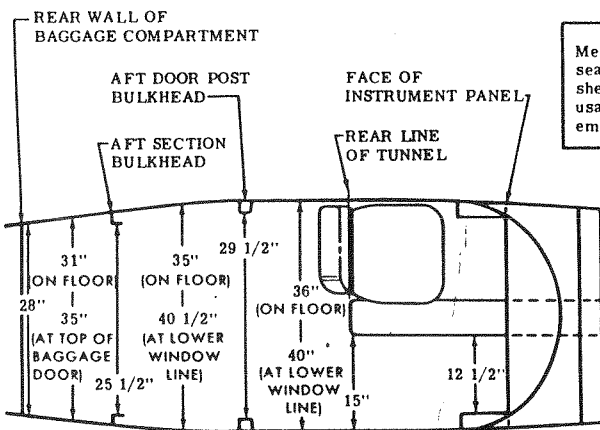 REAR WALL OF
BAGGAGE COMPARTMENT
AFT DOOR POST
BULKHEAD
FACE OF
INSTRUMENT PANEL
AFT SECTION
BULKHEAD
REAR LINE
OF TUNNEL
Me
sea
she
usa
em
28"
31"
(ON FLOOR)
35"
(AT TOP OF
BAGGAGE
DOOR)
25 1/2"
35"
(ON FLOOR)
40 1/2"
(AT LOWER
WINDOW
LINE)
29 1/2"
36"
(ON FLOOR)
40"
(AT LOWER
WINDOW
LINE)
15"
12 1/2"